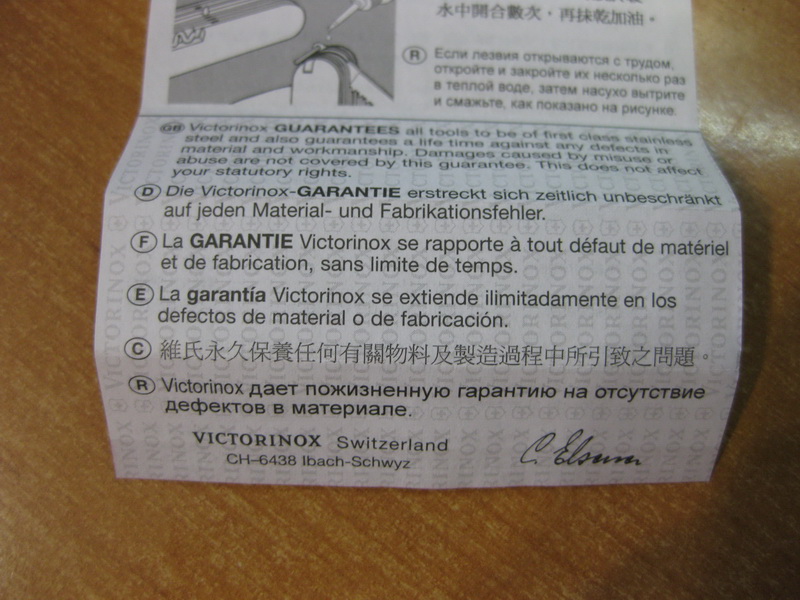 水中開合數次，再抹乾加油。
R Если лезвия открываются с трудом,
откройте и закройте их несколько раз
в теплой воде, затем насухо вытрите
и смажьте, как показано на рисунке.
GB Victorinox GUARANTEES all tools to be of first class stainless
steel and also guarantees a life time against any defects in
material and workmanship. Damages caused by misuse or
abuse are not covered by this guarantee. This does not affect
your statutory rights.
D Die Victorinox-GARANTIE erstreckt sich zeitlich unbeschränkt
auf jeden Material- und Fabrikationsfehler.
F La GARANTIE Victorinox se rapporte à tout défaut de matériel
et de fabrication, sans limite de temps.
E La garantía Victorinox se extiende ilimitadamente en los
defectos de material o de fabricación.
C 維氏永久保養任何有關物料及製造過程中所引致之問題。
R Victorinox дает пожизненную гарантию на отсутствие
дефектов в материале.
VICTORINOX Switzerland
CH–6438 Ibach-Schwyz
C. Elsener